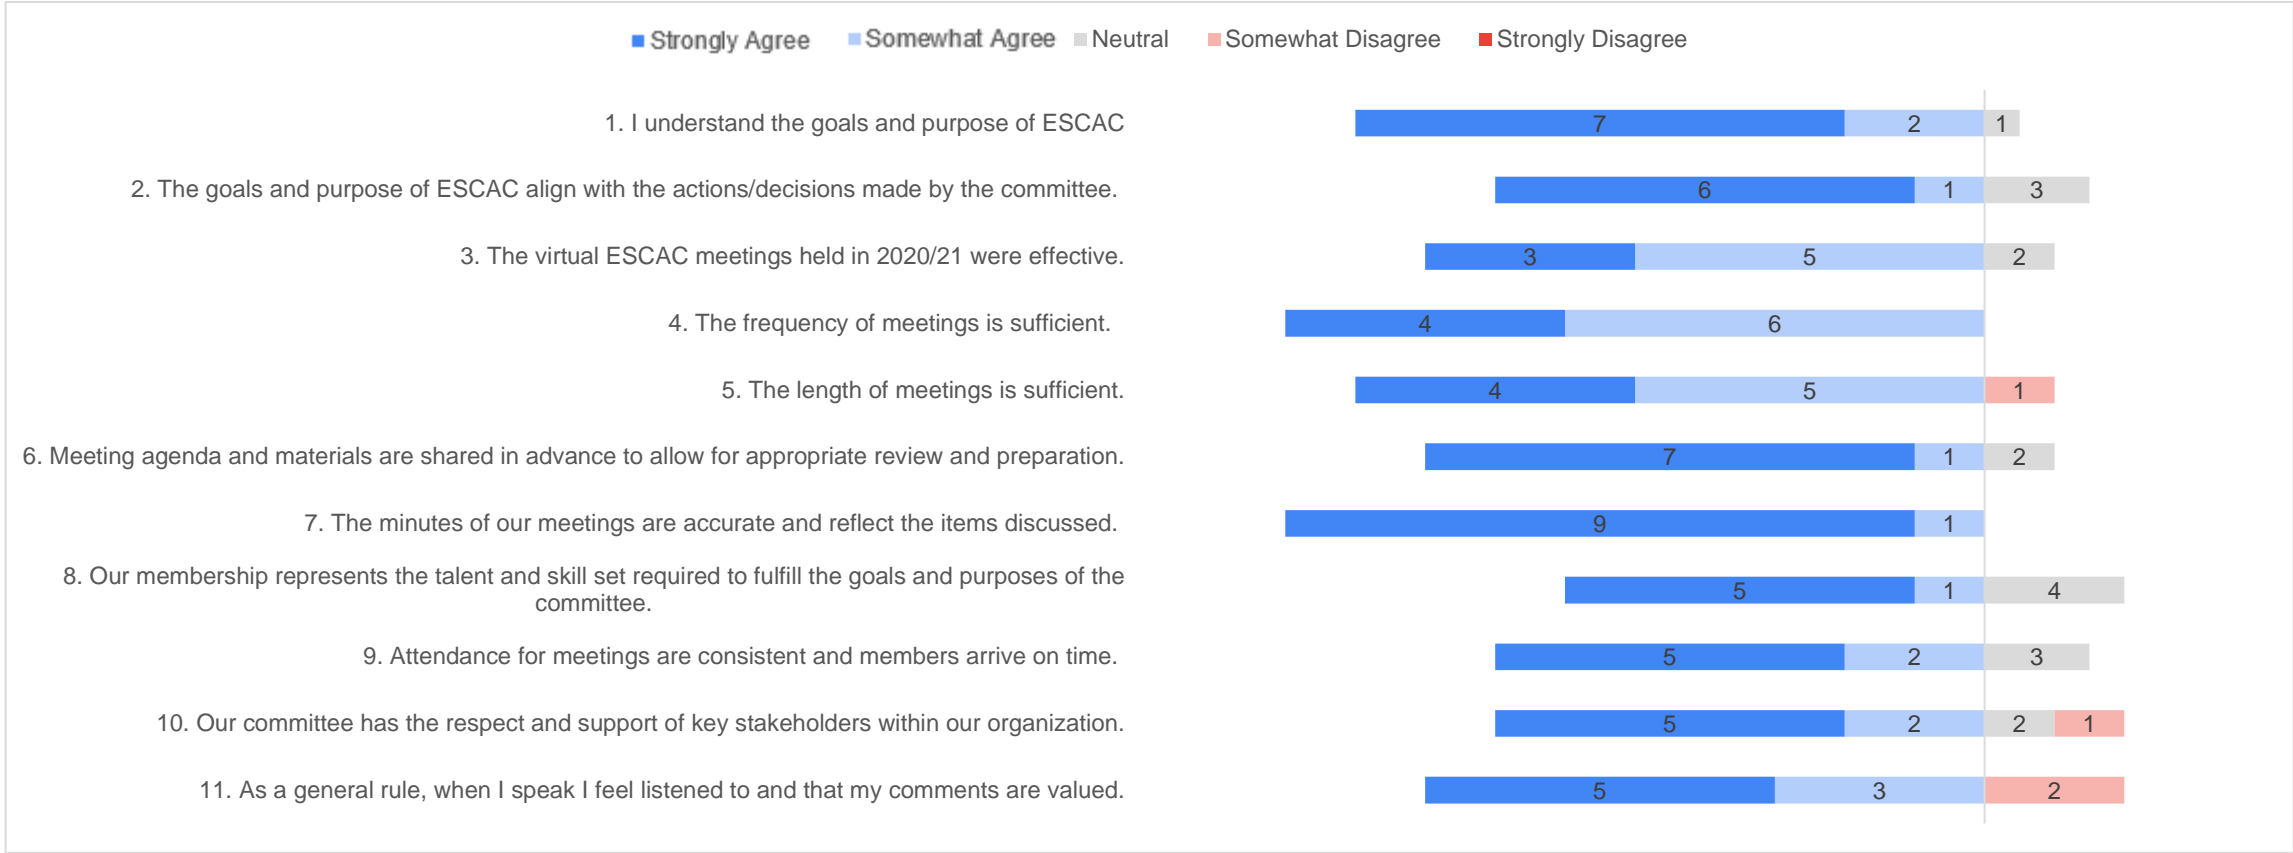 Strongly Agree Somewhat Agree Neutral Somewhat Disagree Strongly Disagree
1. I understand the goals and purpose of ESCAC 7 2 1
2. The goals and purpose of ESCAC align with the actions/decisions made by the committee. 6 1 3
3. The virtual ESCAC meetings held in 2020/21 were effective. 3 5 2
4. The frequency of meetings is sufficient. 4 6
5. The length of meetings is sufficient. 4 5 1
6. Meeting agenda and materials are shared in advance to allow for appropriate review and preparation. 7 1 2
7. The minutes of our meetings are accurate and reflect the items discussed. 9 1
8. Our membership represents the talent and skill set required to fulfill the goals and purposes of the
committee. 5 1 4
9. Attendance for meetings are consistent and members arrive on time. 5 2 3
10. Our committee has the respect and support of key stakeholders within our organization. 5 2 2 1
11. As a general rule, when I speak I feel listened to and that my comments are valued. 5 3 2